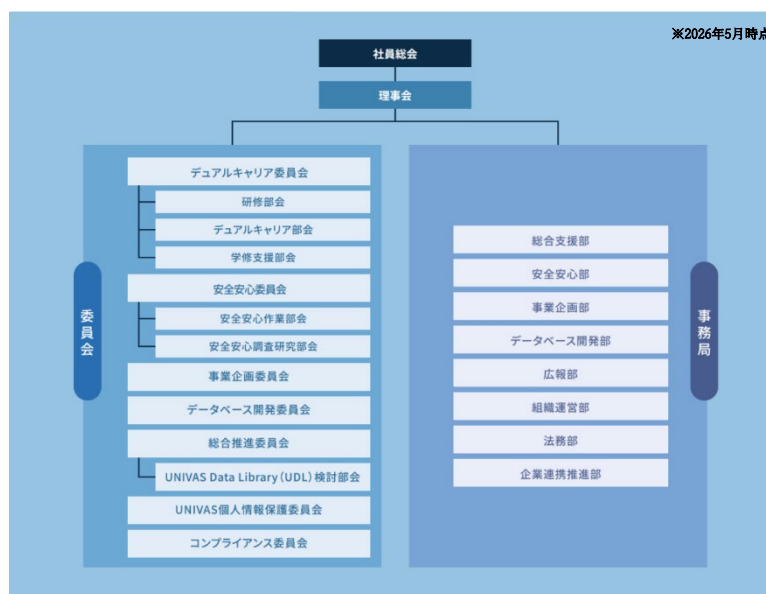 ※2026年5月時点
社員総会
理事会
委員会
デュアルキャリア委員会
研修部会
デュアルキャリア部会
学修支援部会
安全安心委員会
安全安心作業部会
安全安心調査研究部会
事業企画委員会
データベース開発委員会
総合推進委員会
UNIVAS Data Library（UDL）検討部会
UNIVAS個人情報保護委員会
コンプライアンス委員会
総合支援部
安全安心部
事業企画部
データベース開発部
広報部
組織運営部
法務部
企業連携推進部
事務局